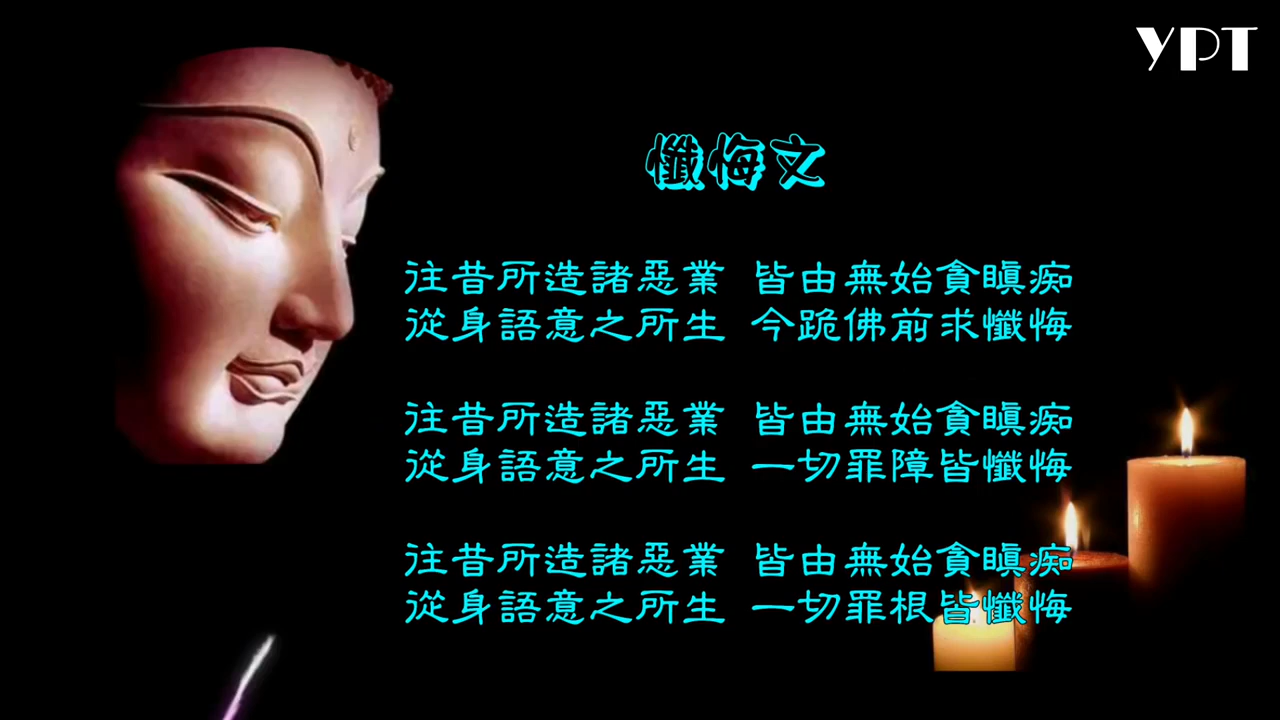 YPT
懺悔文
往昔所造諸惡業 皆由無始貪瞋痴
從身語意之所生 今跪佛前求懺悔
往昔所造諸惡業 皆由無始貪瞋痴
從身語意之所生 一切罪障皆懺悔
往昔所造諸惡業 皆由無始貪瞋痴
從身語意之所生 一切罪根皆懺悔